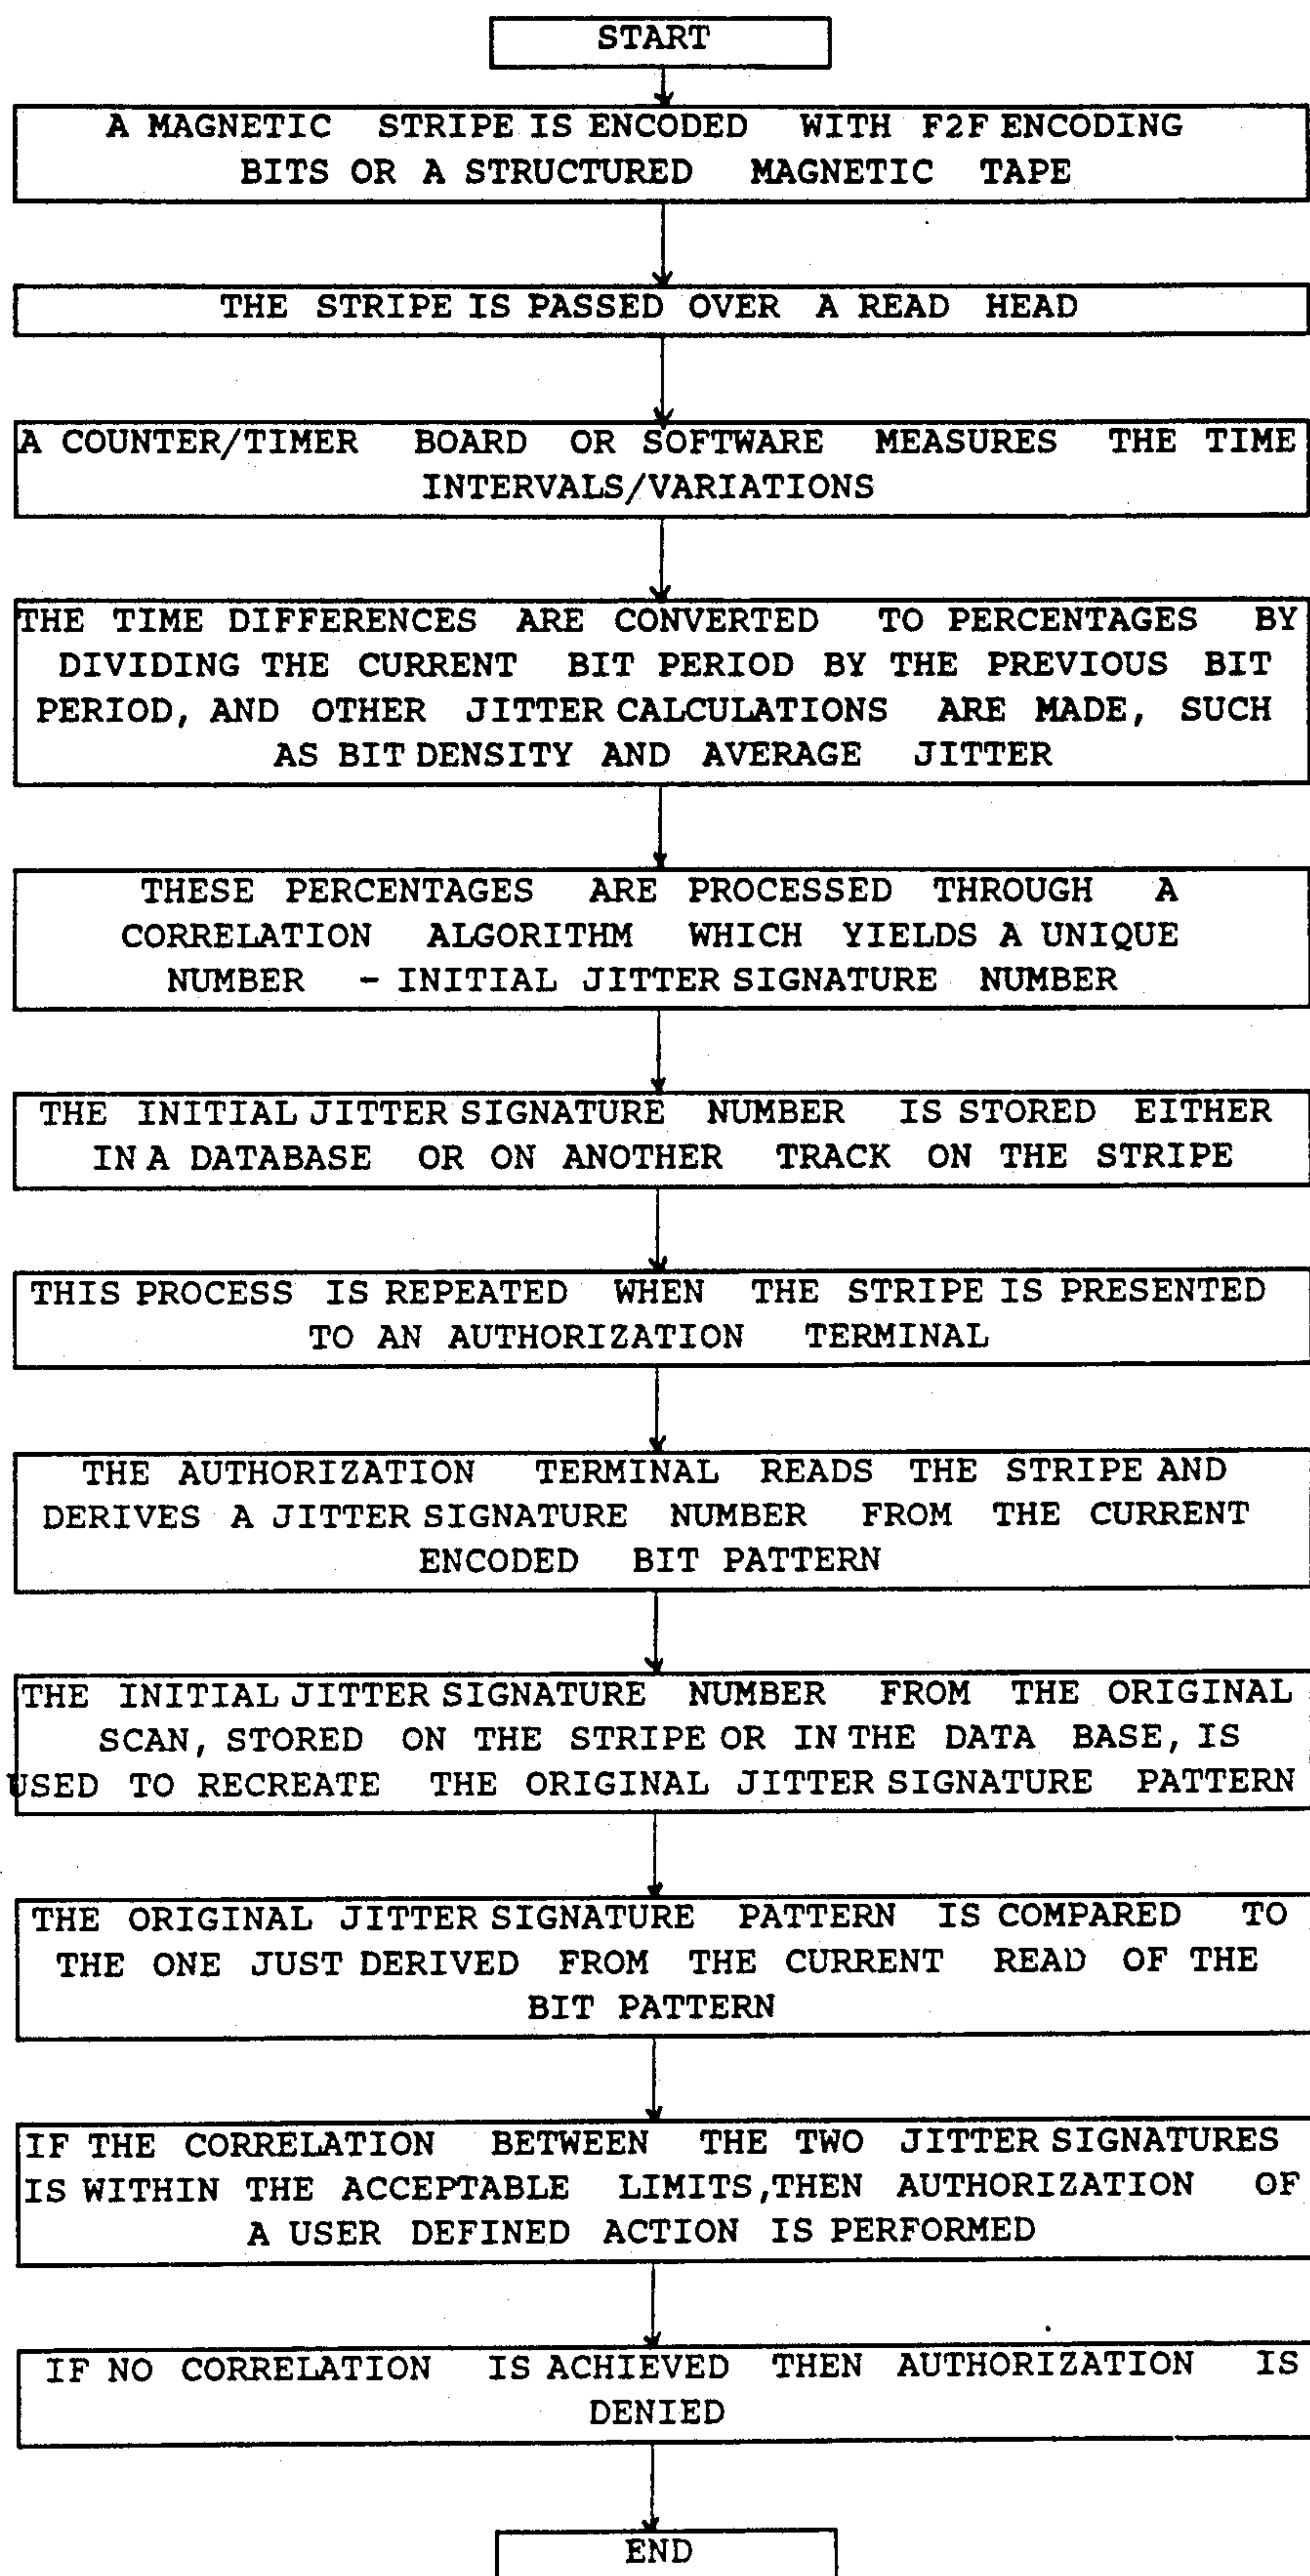 START
A MAGNETIC STRIPE IS ENCODED WITH F2F ENCODING
BITS OR A STRUCTURED MAGNETIC TAPE
THE STRIPE IS PASSED OVER A READ HEAD
A COUNTER/TIMER BOARD OR SOFTWARE MEASURES THE TIME
INTERVALS/VARIATIONS
THE TIME DIFFERENCES ARE CONVERTED TO PERCENTAGES BY
DIVIDING THE CURRENT BIT PERIOD BY THE PREVIOUS BIT
PERIOD, AND OTHER JITTER CALCULATIONS ARE MADE, SUCH
AS BIT DENSITY AND AVERAGE JITTER
THESE PERCENTAGES ARE PROCESSED THROUGH A
CORRELATION ALGORITHM WHICH YIELDS A UNIQUE
NUMBER - INITIAL JITTER SIGNATURE NUMBER
THE INITIAL JITTER SIGNATURE NUMBER IS STORED EITHER
IN A DATABASE OR ON ANOTHER TRACK ON THE STRIPE
THIS PROCESS IS REPEATED WHEN THE STRIPE IS PRESENTED
TO AN AUTHORIZATION TERMINAL
THE AUTHORIZATION TERMINAL READS THE STRIPE AND
DERIVES A JITTER SIGNATURE NUMBER FROM THE CURRENT
ENCODED BIT PATTERN
THE INITIAL JITTER SIGNATURE NUMBER FROM THE ORIGINAL
SCAN, STORED ON THE STRIPE OR IN THE DATA BASE, IS
USED TO RECREATE THE ORIGINAL JITTER SIGNATURE PATTERN
THE ORIGINAL JITTER SIGNATURE PATTERN IS COMPARED TO
THE ONE JUST DERIVED FROM THE CURRENT READ OF THE
BIT PATTERN
IF THE CORRELATION BETWEEN THE TWO JITTER SIGNATURES
IS WITHIN THE ACCEPTABLE LIMITS,THEN AUTHORIZATION OF
A USER DEFINED ACTION IS PERFORMED
IF NO CORRELATION IS ACHIEVED THEN AUTHORIZATION IS
DENIED
END